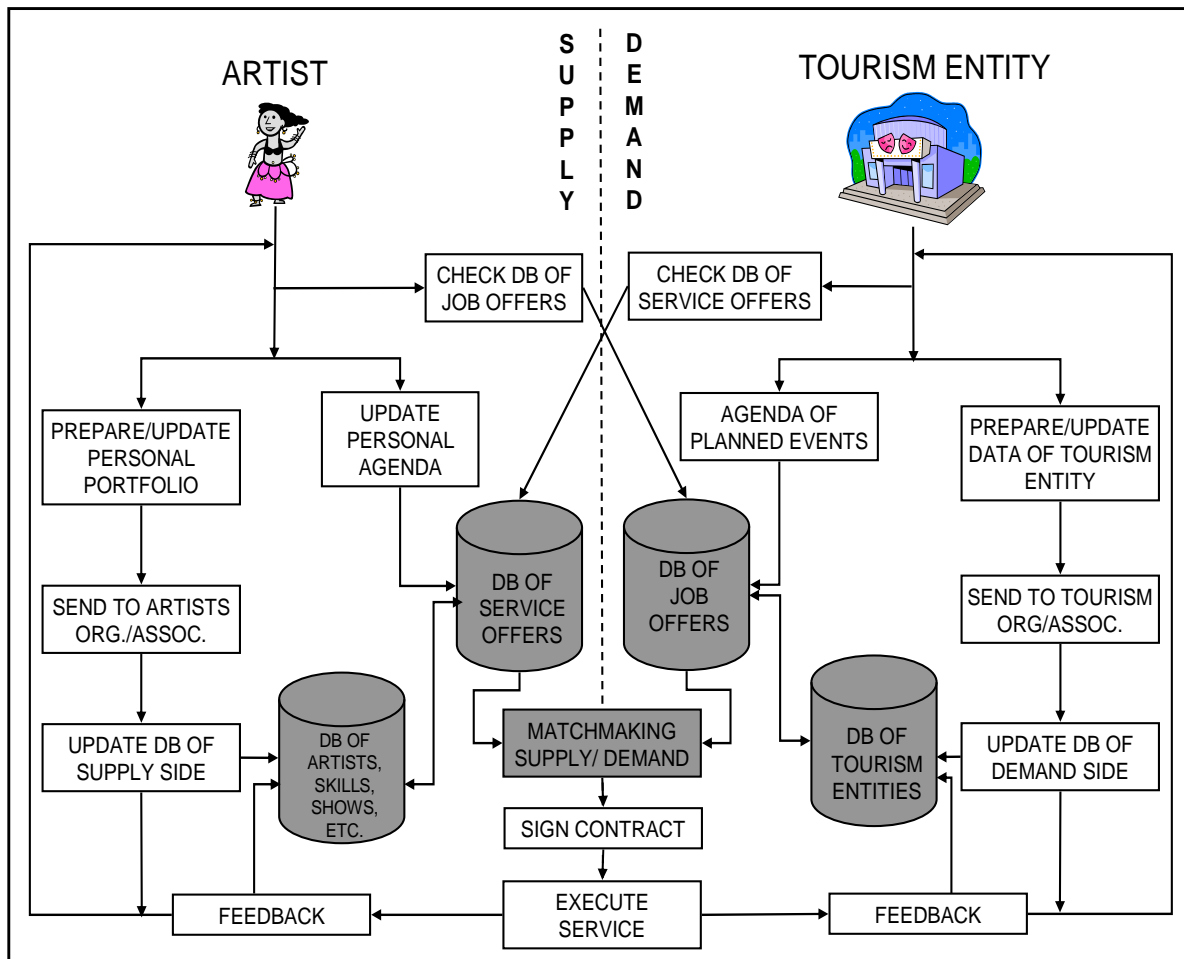 SUPPLY
DEMAND
ARTIST
TOURISM ENTITY
CHECK DB OF
JOB OFFERS
CHECK DB OF
SERVICE OFFERS
PREPARE/UPDATE
PERSONAL
PORTFOLIO
UPDATE
PERSONAL
AGENDA
AGENDA OF
PLANNED EVENTS
PREPARE/UPDATE
DATA OF TOURISM
ENTITY
DB OF
SERVICE
OFFERS
DB OF
JOB
OFFERS
SEND TO ARTISTS
ORG./ASSOC.
SEND TO TOURISM
ORG/ASSOC.
UPDATE DB OF
SUPPLY SIDE
DB OF
ARTISTS,
SKILLS,
SHOWS,
ETC.
MATCHMAKING
SUPPLY/ DEMAND
DB OF
TOURISM
ENTITIES
UPDATE DB OF
DEMAND SIDE
SIGN CONTRACT
FEEDBACK
EXECUTE
SERVICE
FEEDBACK